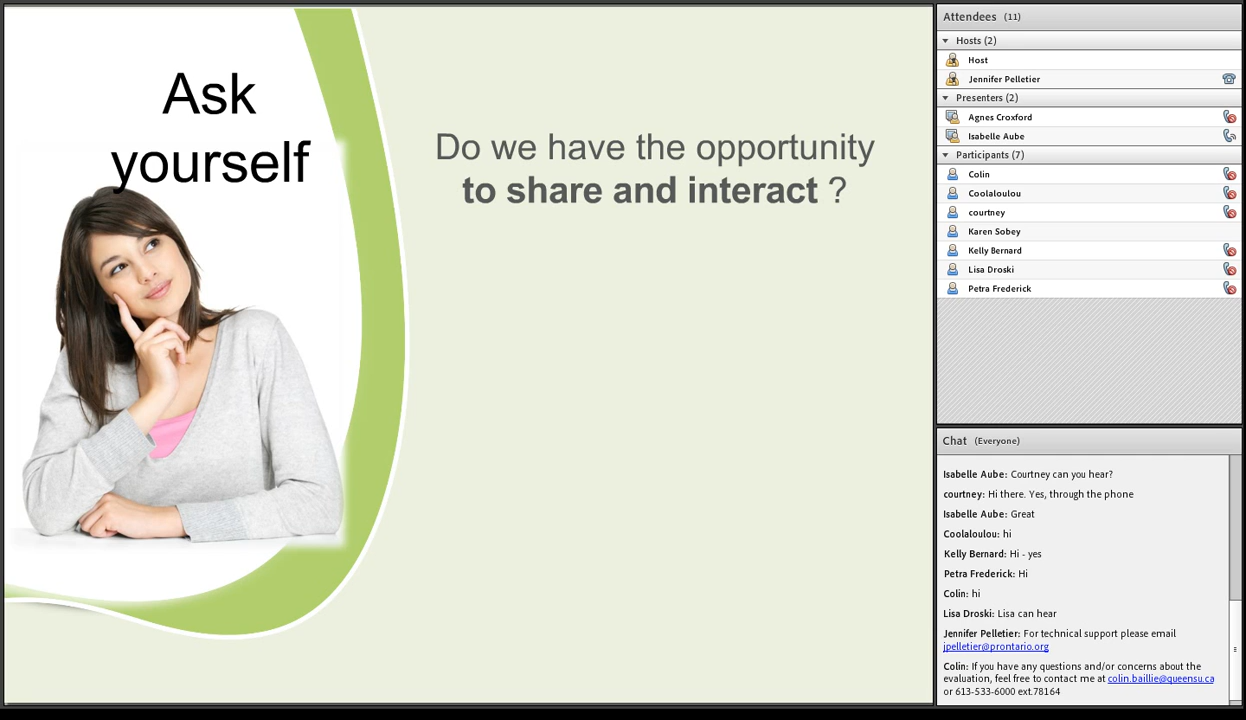 Ask
yourself
Do we have the opportunity
to share and interact ?
Attendees (11)
Hosts (2)
Host
Jennifer Pelletier
Presenters (2)
Agnes Croxford
Isabelle Aube
Participants (7)
Colin
Coolaloulou
courtney
Karen Sobey
Kelly Bernard
Lisa Droski
Petra Frederick
Chat (Everyone)
Isabelle Aube: Courtney can you hear?
courtney: Hi there. Yes, through the phone
Isabelle Aube: Great
Coolaloulou: hi
Kelly Bernard: Hi - yes
Petra Frederick: Hi
Colin: hi
Lisa Droski: Lisa can hear
Jennifer Pelletier: For technical support please email
jpelletier@prontario.org
Colin: If you have any questions and/or concerns about the
evaluation, feel free to contact me at colin.baillie@queensu.ca
or 613-533-6000 ext.78164